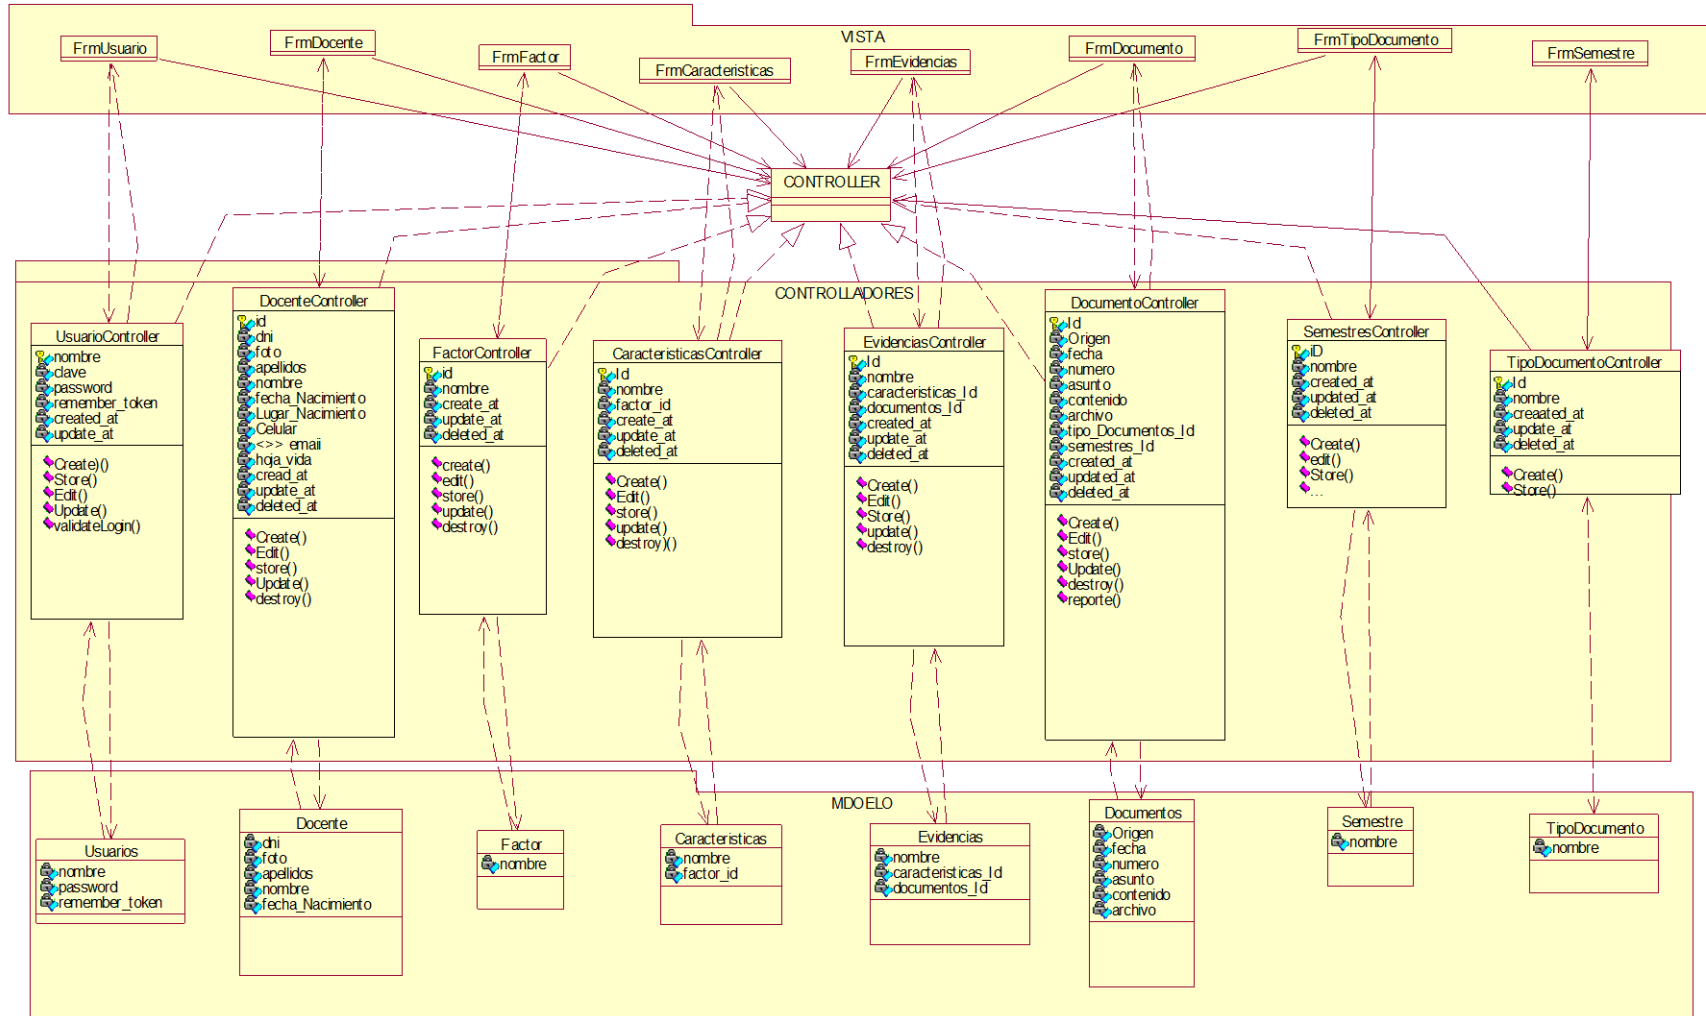 VISTA
FrmUsuario
FrmDocente
FrmFactor
FrmCaracteristicas
FrmEvidencias
FrmDocumento
FrmTipoDocumento
FrmSemestre
CONTROLLER
CONTROLLADORES
UsuarioController
nombre
clave
password
remember_token
created_at
update_at
Create)()
Store()
Edit()
Update()
validateLogin()
DocenteController
id
dni
foto
apellidos
nombre
fecha_Nacimiento
Lugar_Nacimiento
Celular
<>> emaii
hoja_vida
cread_at
update_at
deleted_at
Create()
Edit()
store()
Update()
destroy()
FactorController
id
nombre
create_at
update_at
deleted_at
create()
edit()
store()
update()
destroy()
CaracteristicasController
Id
nombre
factor_id
create_at
update_at
deleted_at
Create()
Edit()
store()
update()
destroy)()
EvidenciasController
Id
nombre
caracteristicas_Id
documentos_Id
created_at
update_at
deleted_at
Create()
Edit()
Store()
update()
destroy()
DocumentoController
Id
Origen
fecha
numero
asunto
contenido
archivo
tipo_Documentos_Id
semestres_Id
created_at
updated_at
deleted_at
Create()
Edit()
store()
Update()
destroy()
reporte()
SemestresController
iD
nombre
created_at
updated_at
deleted_at
Create()
edit()
Store()
...
TipoDocumentoController
Id
nombre
creaated_at
update_at
deleted_at
Create()
Store()
MDOELO
Usuarios
nombre
password
remember_token
Docente
dni
foto
apellidos
nombre
fecha_Nacimiento
Factor
nombre
Caracteristicas
nombre
factor_id
Evidencias
nombre
caracteristicas_Id
documentos_Id
Documentos
Origen
fecha
numero
asunto
contenido
archivo
Semestre
nombre
TipoDocumento
nombre